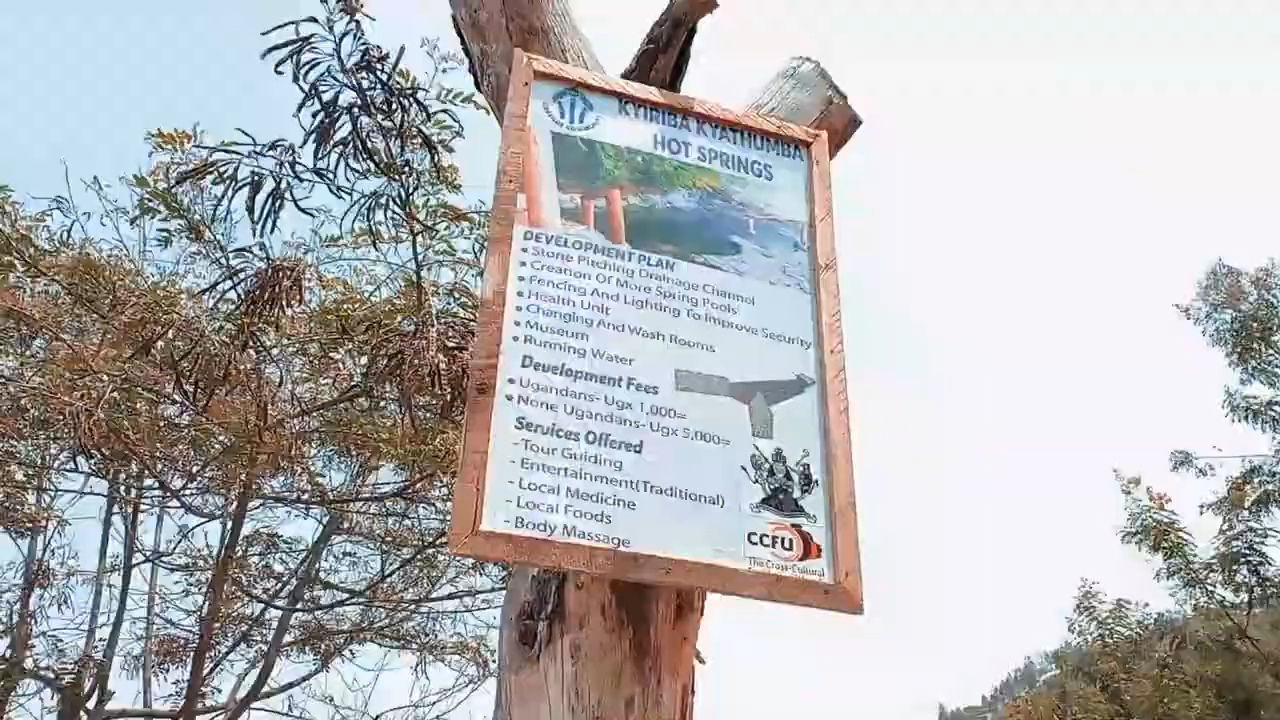 KYIRIBA KYATHUMBA
HOT SPRINGS
DEVELOPMENT PLAN
• Stone Pitching Drainage Channel
• Creation Of More Spring Pools
• Fencing And Lighting To Improve Security
• Health Unit
• Changing And Wash Rooms
• Museum
• Running Water
Development Fees
• Ugandans- Ugx 1,000=
• None Ugandans- Ugx 5,000=
Services Offered
- Tour Guiding
- Entertainment(Traditional)
- Local Medicine
- Local Foods
- Body Massage
CCFU
The Cross-Cultural